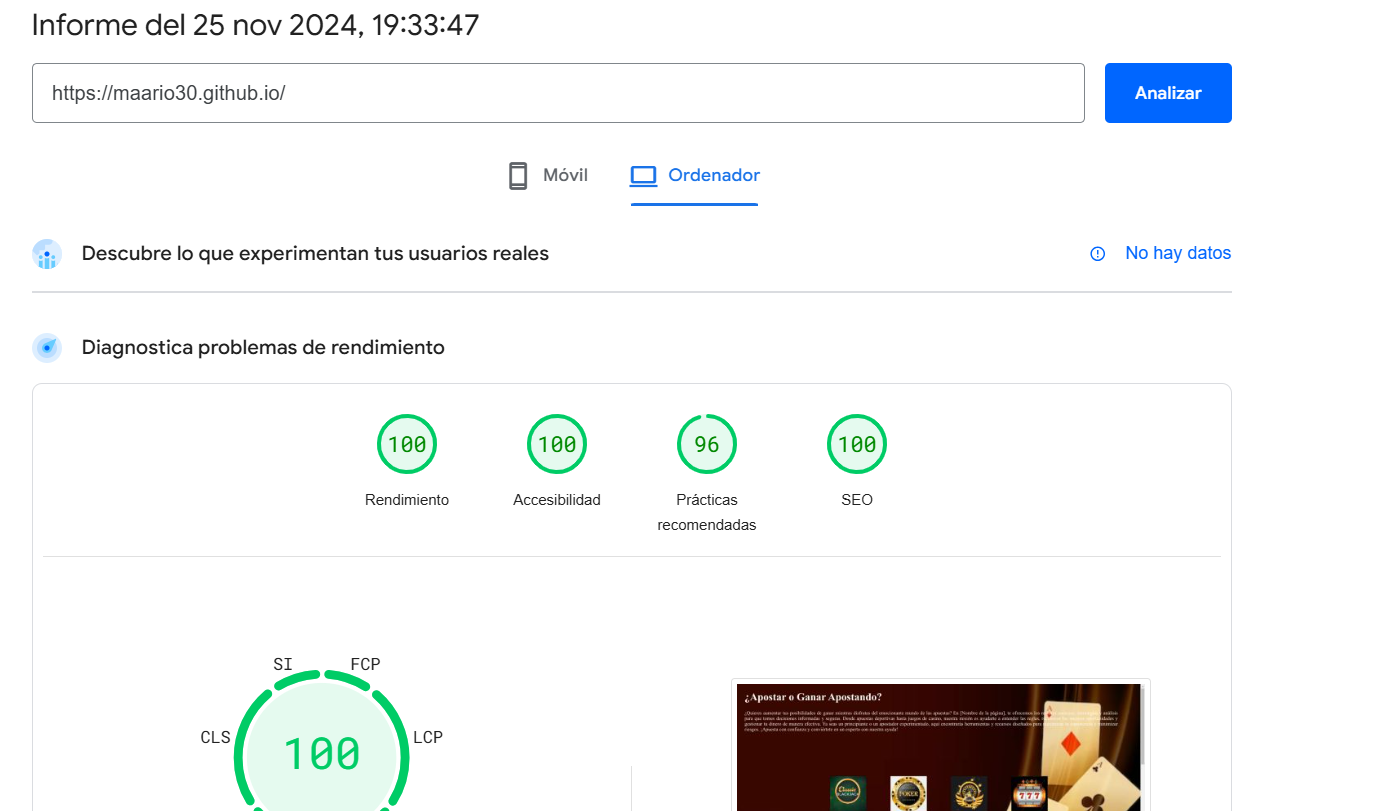 Informe del 25 nov 2024, 19:33:47
https://maario30.github.io/
Analizar
Móvil
Ordenador
Descubre lo que experimentan tus usuarios reales
No hay datos
Diagnostica problemas de rendimiento
100
100
96
100
Rendimiento
Accesibilidad
Prácticas
recomendadas
SEO
SI
FCP
CLS
LCP
100
¿Apostar o Ganar Apostando?
POKER
777